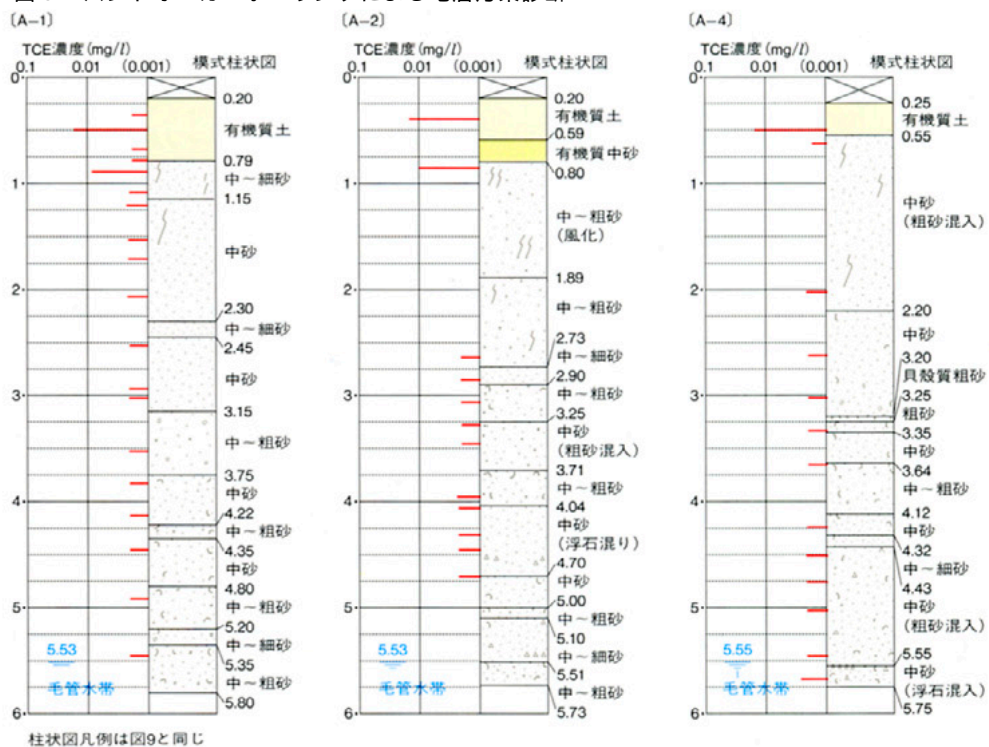 〔A−1〕
TCE濃度(mg/l)
模式柱状図
0.1
0.01
(0.001)
0
1
2
3
4
5
6
0.20
有機質土
0.79
中〜細砂
1.15
中砂
2.30
中〜細砂
2.45
中砂
3.15
中〜粗砂
3.75
中砂
4.22
中〜粗砂
4.35
中砂
4.80
中〜粗砂
5.20
中〜細砂
5.35
中〜粗砂
5.80
5.53
毛管水帯
〔A−2〕
TCE濃度(mg/l)
模式柱状図
0.1
0.01
(0.001)
0
1
2
3
4
5
6
0.20
有機質土
0.59
有機質中砂
0.80
中〜粗砂
(風化)
1.89
中〜粗砂
2.73
中〜細砂
2.90
中〜粗砂
3.25
中砂
(粗砂混入)
3.71
中〜粗砂
4.04
中砂
(浮石混り)
4.70
中砂
5.00
中〜粗砂
5.10
中〜細砂
5.51
中〜粗砂
5.73
5.53
毛管水帯
〔A−4〕
TCE濃度(mg/l)
模式柱状図
0.1
0.01
(0.001)
0
1
2
3
4
5
6
0.25
有機質土
0.55
中砂
(粗砂混入)
2.20
中砂
3.20
貝殻質粗砂
3.25
粗砂
3.35
中砂
3.64
中〜粗砂
4.12
中砂
4.32
中〜細砂
4.43
中砂
(粗砂混入)
5.55
中砂
(浮石混入)
5.75
5.55
毛管水帯
柱状図凡例は図9と同じ